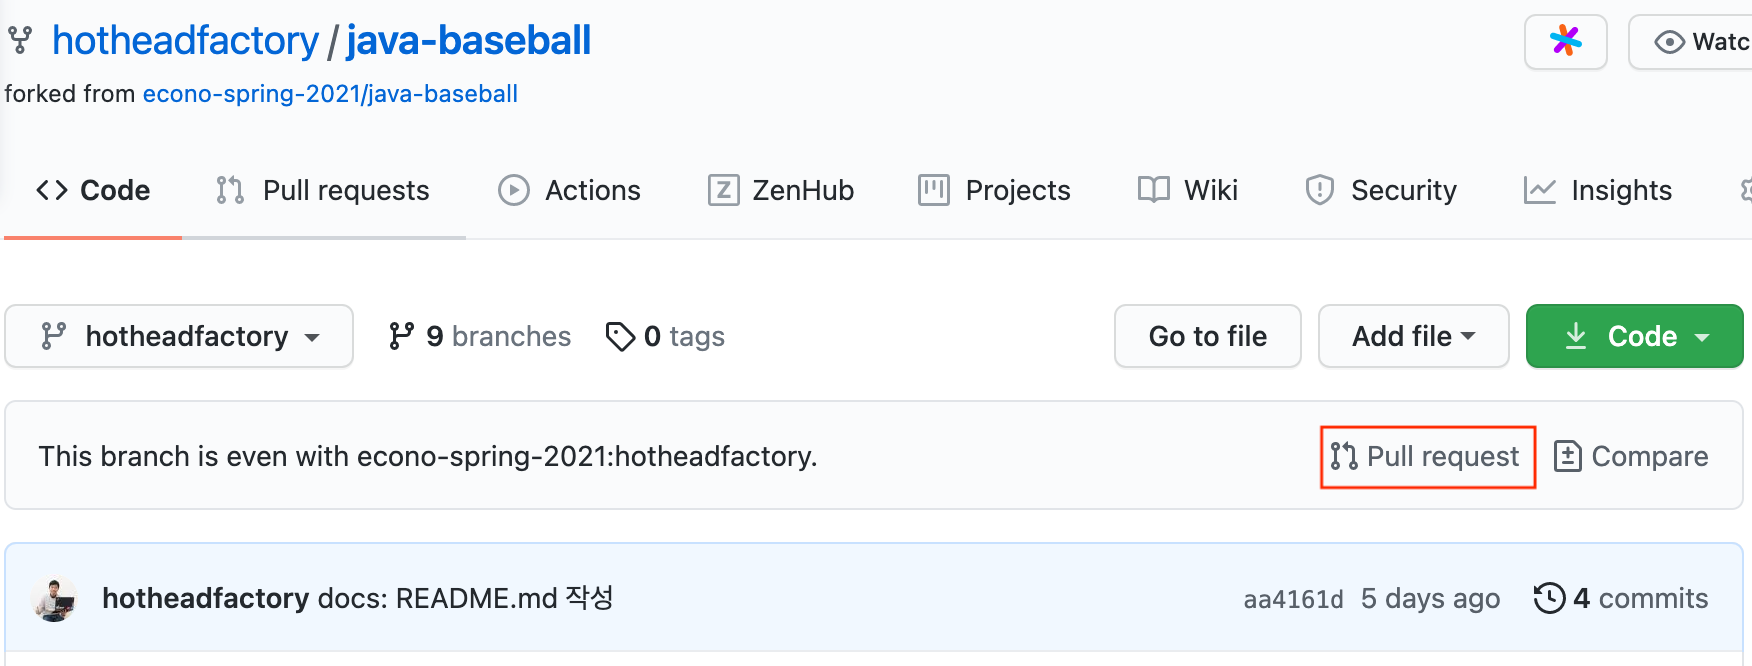 hotheadfactory / java-baseball
Watc
forked from econo-spring-2021/java-baseball
<> Code Pull requests Actions ZenHub Projects Wiki Security Insights
hotheadfactory 9 branches 0 tags Go to file Add file Code
This branch is even with econo-spring-2021:hotheadfactory. Pull request Compare
hotheadfactory docs: README.md 작성 aa4161d 5 days ago 4 commits